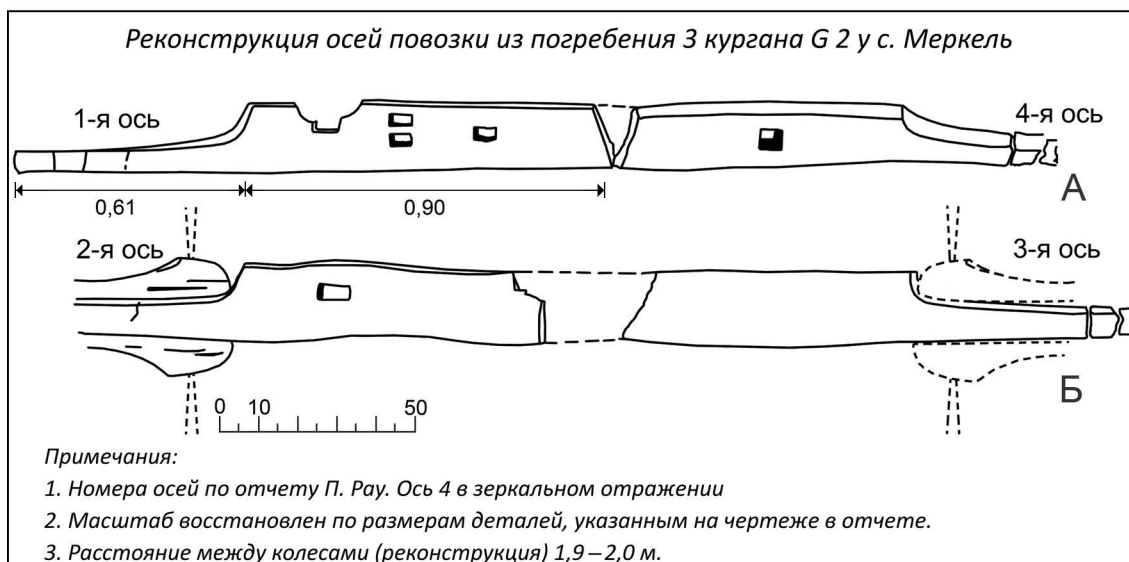 Реконструкция осей повозки из погребения 3 кургана G 2 у с. Меркель
1-я ось
4-я ось
А
0,61
0,90
2-я ось
3-я ось
Б
0 10 50
Примечания:
1. Номера осей по отчету П. Рау. Ось 4 в зеркальном отражении
2. Масштаб восстановлен по размерам деталей, указанным на чертеже в отчете.
3. Расстояние между колесами (реконструкция) 1,9–2,0 м.